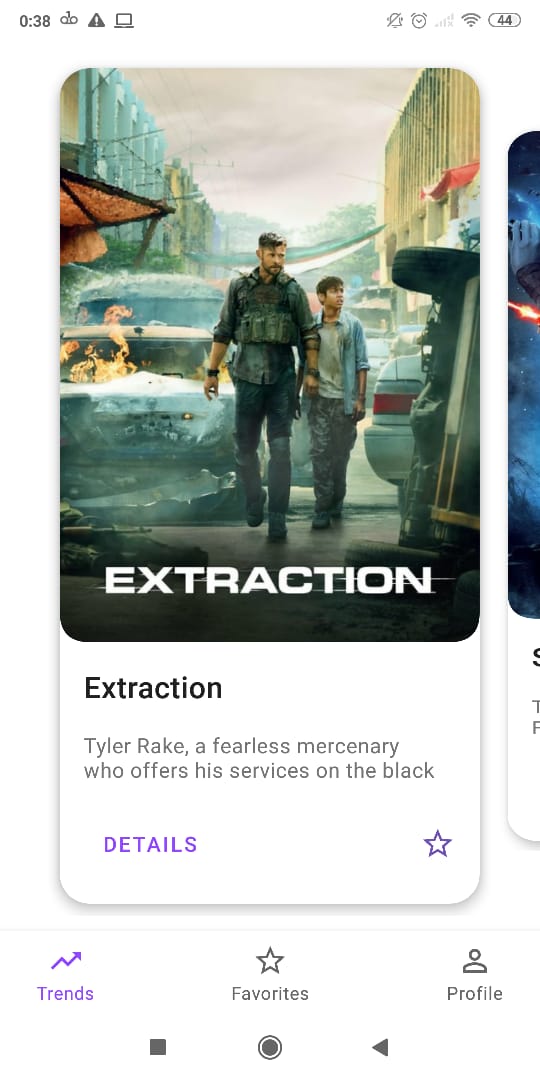 0:38
44
EXTRACTION
Extraction
S
Tyler Rake, a fearless mercenary
who offers his services on the black
T
F
DETAILS
Trends
Favorites
Profile